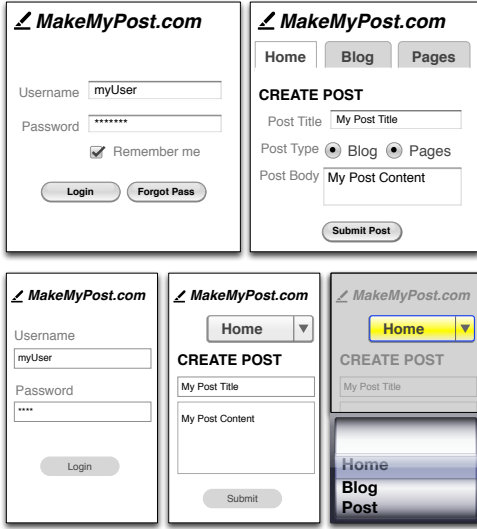 MakeMyPost.com
Username myUser
Password *******
Remember me
Login Forgot Pass
MakeMyPost.com
Home Blog Pages
CREATE POST
Post Title My Post Title
Post Type Blog Pages
Post Body My Post Content
Submit Post
MakeMyPost.com
Username
myUser
Password
****
Login
MakeMyPost.com
Home
CREATE POST
My Post Title
My Post Content
Submit
MakeMyPost.com
Home
CREATE POST
My Post Title
Home
Blog
Post